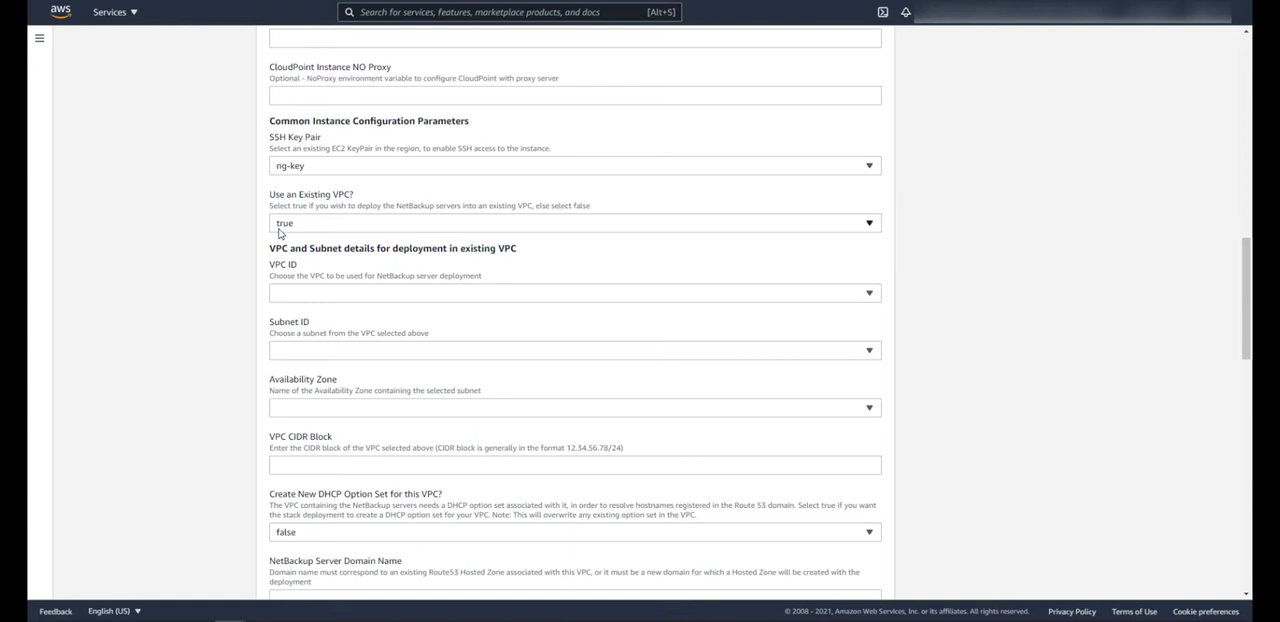 aws
Services
Search for services, features, marketplace products, and docs [Alt+S]
CloudPoint Instance NO Proxy
Optional - NoProxy environment variable to configure CloudPoint with proxy server
Common Instance Configuration Parameters
SSH Key Pair
Select an existing EC2 KeyPair in the region, to enable SSH access to the instance.
ng-key
Use an Existing VPC?
Select true if you wish to deploy the NetBackup servers into an existing VPC, else select false
true
VPC and Subnet details for deployment in existing VPC
VPC ID
Choose the VPC to be used for NetBackup server deployment
Subnet ID
Choose a subnet from the VPC selected above
Availability Zone
Name of the Availability Zone containing the selected subnet
VPC CIDR Block
Enter the CIDR block of the VPC selected above (CIDR block is generally in the format 12.34.56.78/24)
Create New DHCP Option Set for this VPC?
The VPC containing the NetBackup servers needs a DHCP option set associated with it, in order to resolve hostnames registered in the Route 53 domain. Select true if you want
the stack deployment to create a DHCP option set for your VPC. Note: This will overwrite any existing option set in the VPC.
false
NetBackup Server Domain Name
Domain name must correspond to an existing Route53 Hosted Zone associated with this VPC, or it must be a new domain for which a Hosted Zone will be created with the
deployment
Feedback
English (US)
© 2008 - 2021, Amazon Web Services, Inc. or its affiliates. All rights reserved.
Privacy Policy
Terms of Use
Cookie preferences